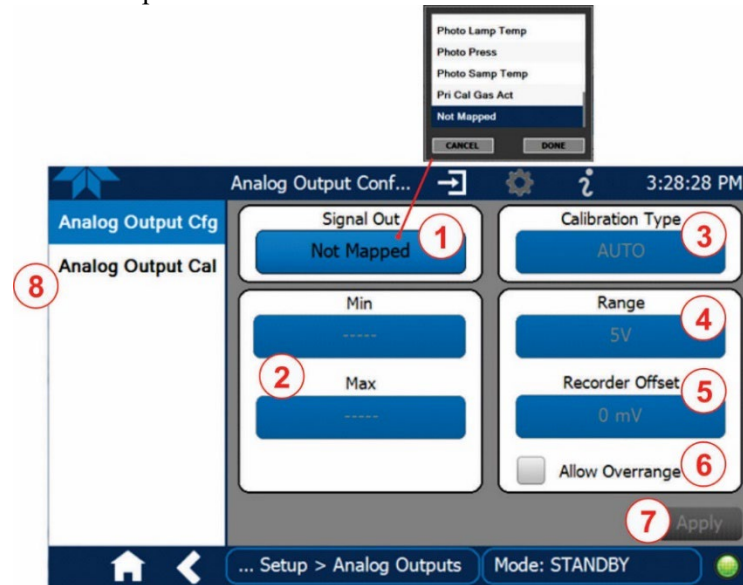 Photo Lamp Temp
Photo Press
Photo Samp Temp
Pri Cal Gas Act
Not Mapped
CANCEL
DONE
Analog Output Conf...
3:28:28 PM
Analog Output Cfg
Analog Output Cal
8
Signal Out
1
Not Mapped
Min
-----
2
Max
-----
Calibration Type
3
AUTO
Range
4
5V
Recorder Offset
5
0 mV
Allow Overrange
6
7
Apply
... Setup > Analog Outputs
Mode: STANDBY